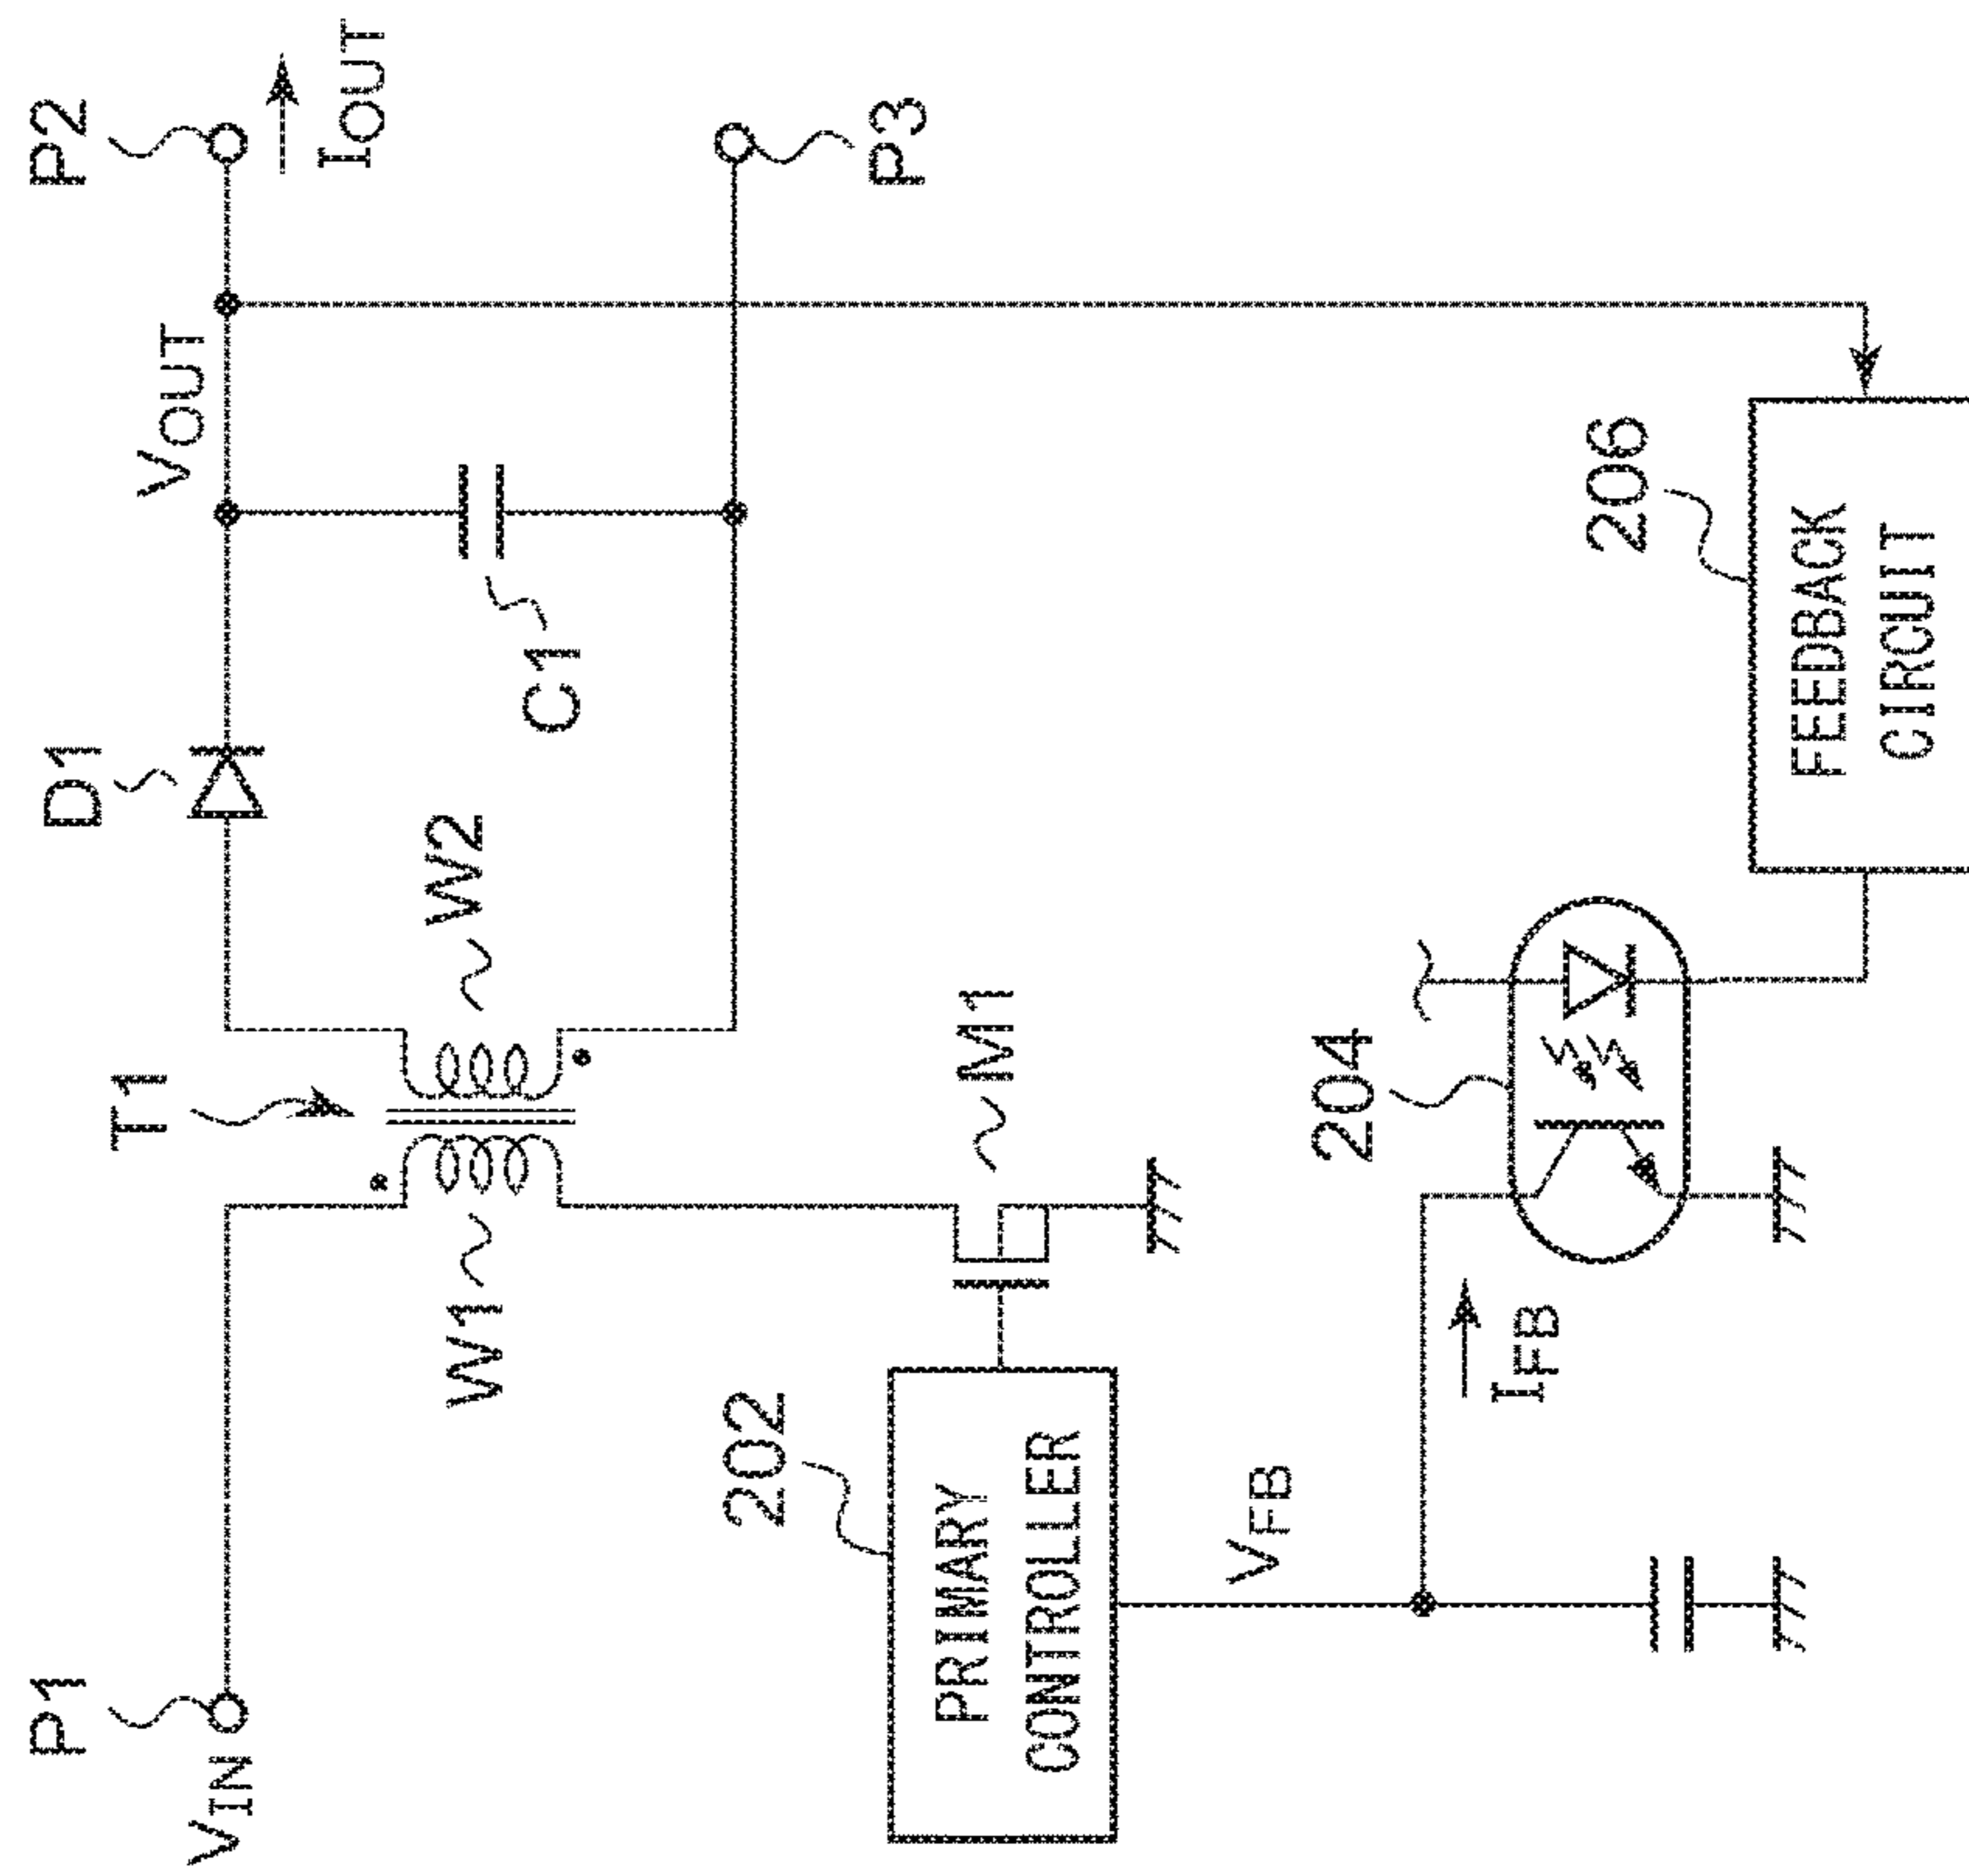 VIN
P1
T1
D1
VOUT
P2
IOUT
W1
W2
C1
P3
202
M1
PRIMARY
CONTROLLER
VFB
204
IFB
206
FEEDBACK
CIRCUIT